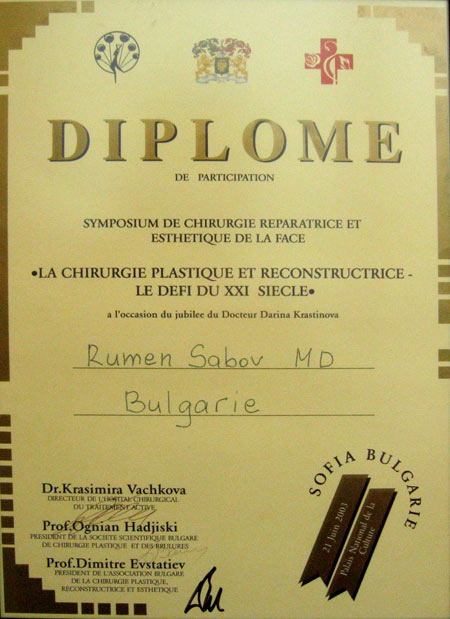 DIPLOME
DE PARTICIPATION
SYMPOSIUM DE CHIRURGIE REPARATRICE ET
ESTHETIQUE DE LA FACE
•LA CHIRURGIE PLASTIQUE ET RECONSTRUCTRICE -
LE DEFI DU XXI SIECLE•
a l'occasion du jubilee du Docteur Darina Krastinova
Rumen Sabov MD
Bulgarie
Dr.Krasimira Vachkova
DIRECTEUR DE L'HOPITAL CHIRURGICAL
DU TRAITEMENT ACTIVE
Prof.Ognian Hadjiski
PRESIDENT DE LA SOCIETE SCIENTIFIQUE BULGARE
DE CHIRURGIE PLASTIQUE ET DES BRULURES
Prof.Dimitre Evstatiev
PRESIDENT DE L'ASSOCIATION BULGARE
DE LA CHIRURGIE PLASTIQUE,
RECONSTRUCTRICE ET ESTHETIQUE
SOFIA BULGARIE
21 Juin 2003
Palais National de la
Culture